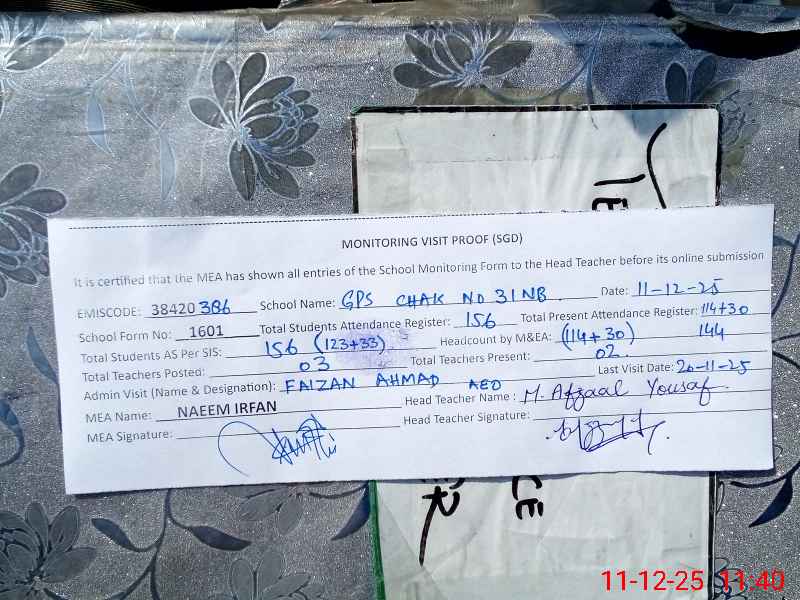 MONITORING VISIT PROOF (SGD)
It is certified that the MEA has shown all entries of the School Monitoring Form to the Head Teacher before its online submission
EMISCODE: 38420386 School Name: GPS CHAK NO 31NB Date: 11-12-25
School Form No: 1601 Total Students Attendance Register: 156 Total Present Attendance Register: 114+30
Total Students AS Per SIS: 156 (123+33) Headcount by M&EA: (114+30) 144
Total Teachers Posted: 03 Total Teachers Present: 02
Admin Visit (Name & Designation): FAIZAN AHMAD AEO Last Visit Date: 20-11-25
MEA Name: NAEEM IRFAN Head Teacher Name: M. Afzaal Yousaf
MEA Signature: Head Teacher Signature:
11-12-25 11:40